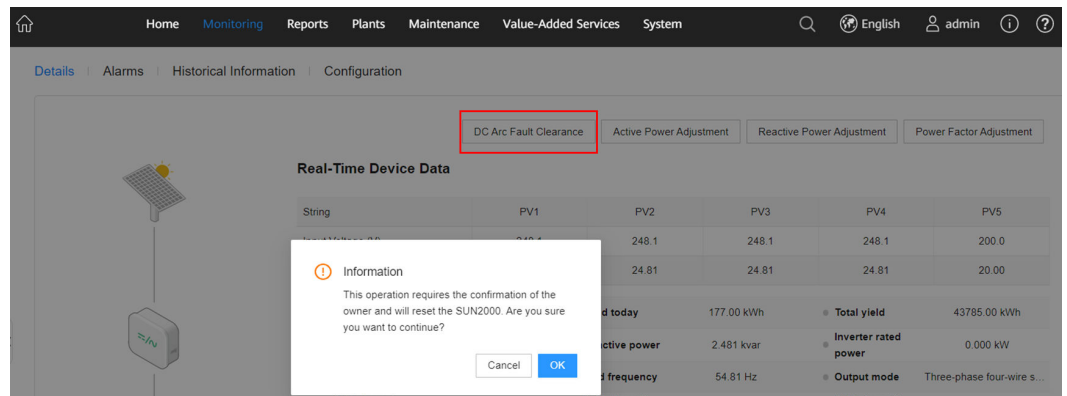 Home Monitoring Reports Plants Maintenance Value-Added Services System English admin
Details Alarms Historical Information Configuration
DC Arc Fault Clearance Active Power Adjustment Reactive Power Adjustment Power Factor Adjustment
Real-Time Device Data
String PV1 PV2 PV3 PV4 PV5
248.1 248.1 248.1 200.0
24.81 24.81 24.81 20.00
Information
This operation requires the confirmation of the
owner and will reset the SUN2000. Are you sure
you want to continue?
Cancel OK
d today 177.00 kWh Total yield 43785.00 kWh
ctive power 2.481 kvar Inverter rated
power 0.000 kW
d frequency 54.81 Hz Output mode Three-phase four-wire s...